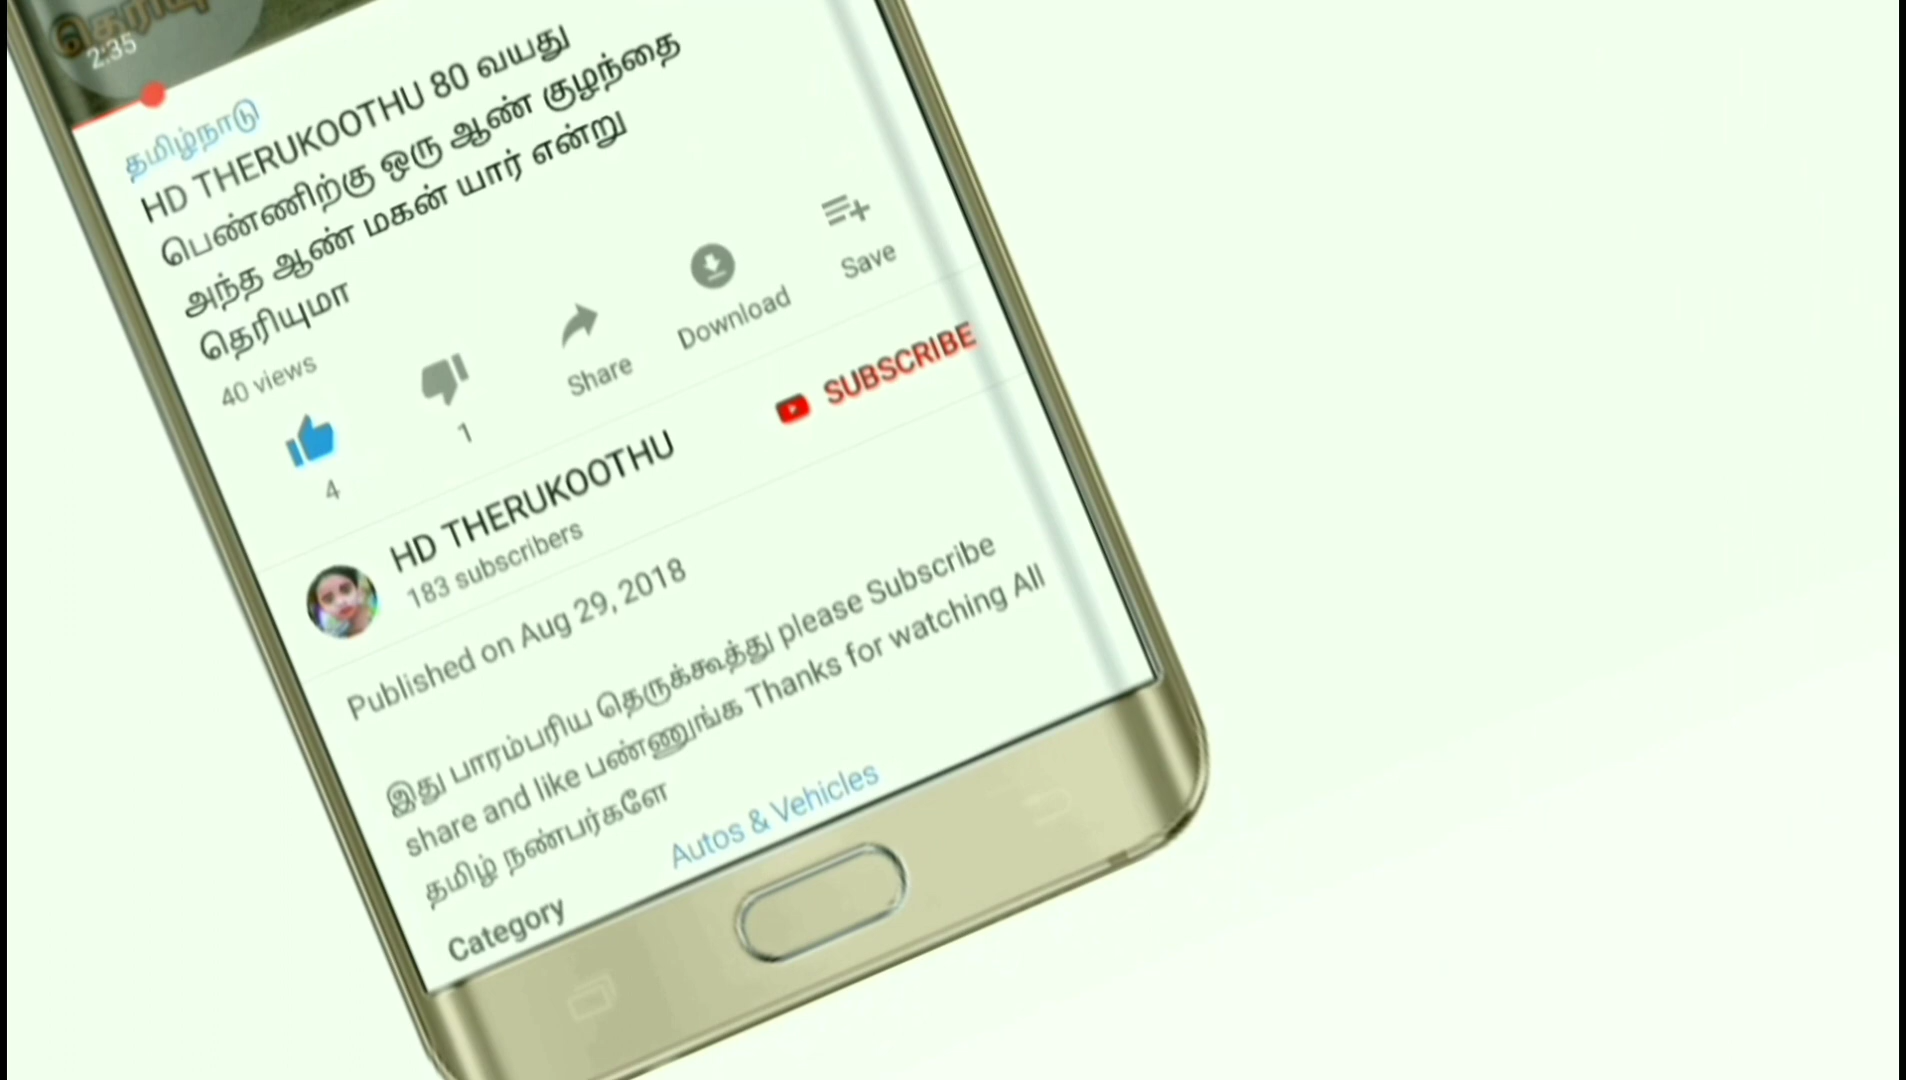 2:35
தமிழ்நாடு
HD THERUKOOTHU 80 வயது
பெண்ணிற்கு ஒரு ஆண் குழந்தை
அந்த ஆண் மகன் யார் என்று
தெரியுமா
40 views
4
1
Share
Download
Save
HD THERUKOOTHU
183 subscribers
SUBSCRIBE
Published on Aug 29, 2018
இது பாரம்பரிய தெருக்கூத்து please Subscribe
share and like பண்ணுங்க Thanks for watching All
தமிழ் நண்பர்களே
Category
Autos & Vehicles